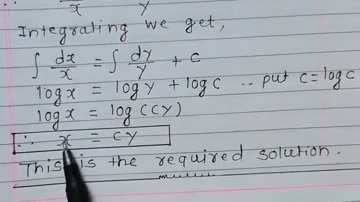 ∴ x y
Integrating we get,
∫ dx/x = ∫ dy/y + c
log x = log y + log c .. put c = log c
log x = log (cy)
∴ x = cy
This is the required solution.